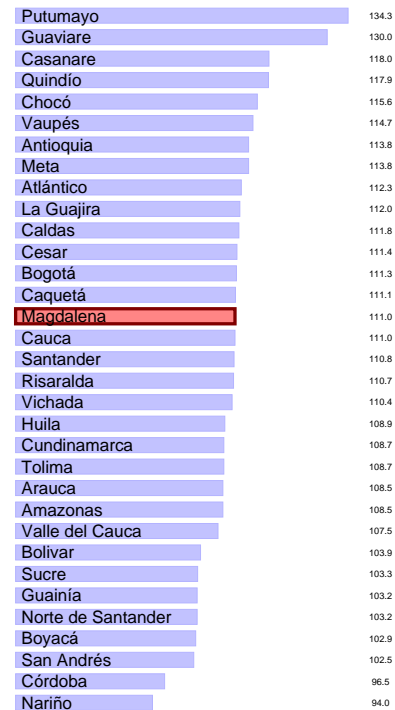 Putumayo 134.3
Guaviare 130.0
Casanare 118.0
Quindío 117.9
Chocó 115.6
Vaupés 114.7
Antioquia 113.8
Meta 113.8
Atlántico 112.3
La Guajira 112.0
Caldas 111.8
Cesar 111.4
Bogotá 111.3
Caquetá 111.1
Magdalena 111.0
Cauca 111.0
Santander 110.8
Risaralda 110.7
Vichada 110.4
Huila 108.9
Cundinamarca 108.7
Tolima 108.7
Arauca 108.5
Amazonas 108.5
Valle del Cauca 107.5
Bolivar 103.9
Sucre 103.3
Guainía 103.2
Norte de Santander 103.2
Boyacá 102.9
San Andrés 102.5
Córdoba 96.5
Nariño 94.0